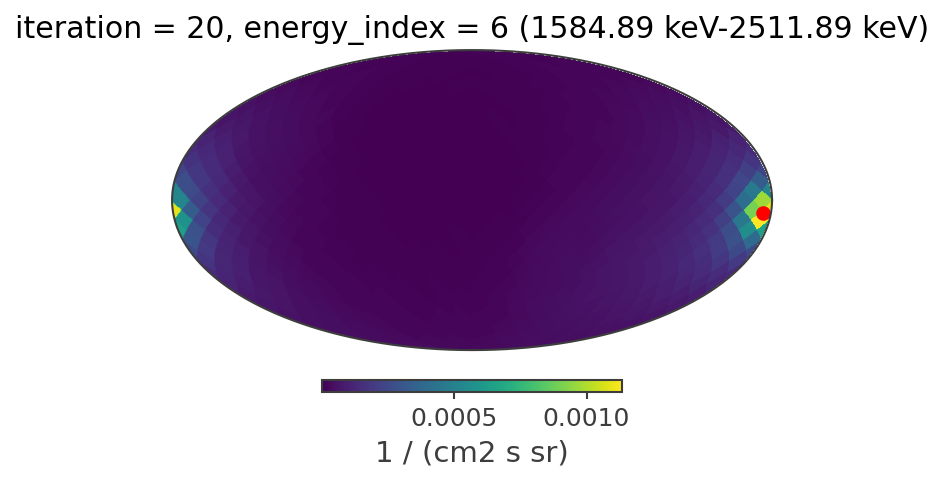 iteration = 20, energy_index = 6 (1584.89 keV-2511.89 keV)
0.0005 0.0010
1 / (cm2 s sr)